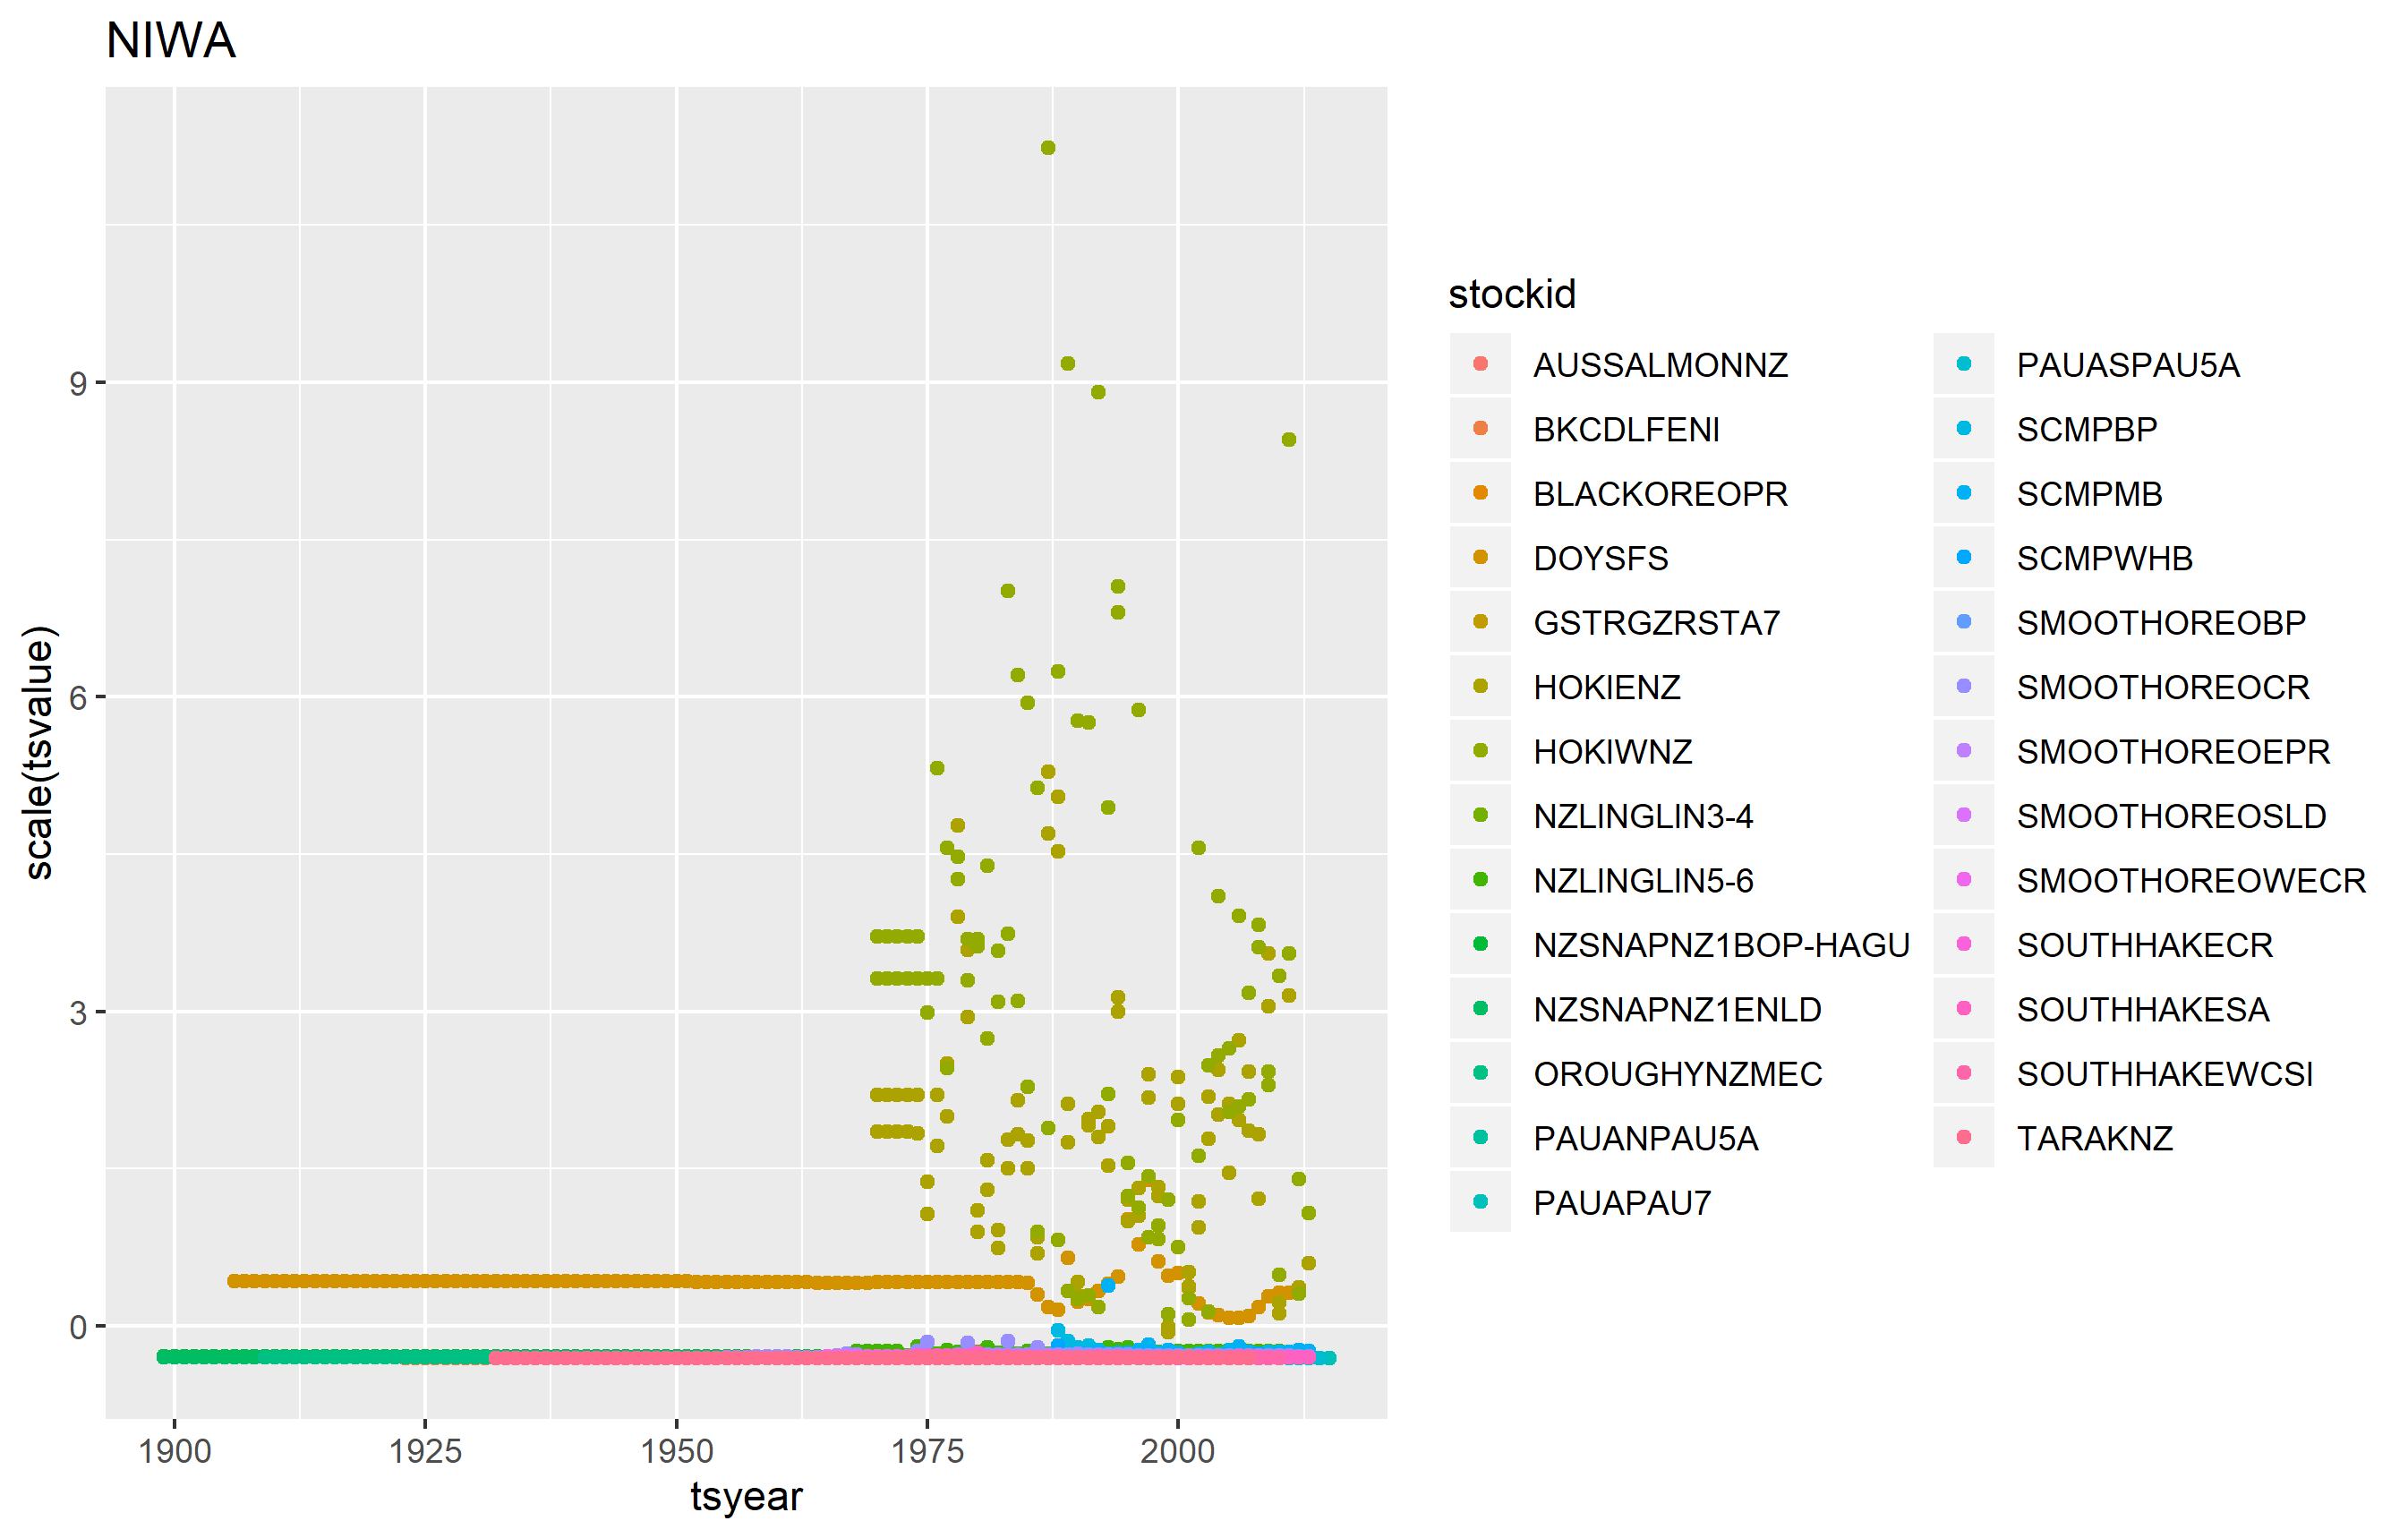 NIWA
scale(tsvalue)
9
6
3
0
1900 1925 1950 1975 2000
tsyear
stockid
AUSSALMONNZ
BKCDLFENI
BLACKOREOPR
DOYSFS
GSTRGZRSTA7
HOKIENZ
HOKIWNZ
NZLINGLIN3-4
NZLINGLIN5-6
NZSNAPNZ1BOP-HAGU
NZSNAPNZ1ENLD
OROUGHYNZMEC
PAUANPAU5A
PAUAPAU7
PAUASPAU5A
SCMPBP
SCMPMB
SCMPWHB
SMOOTHOREOBP
SMOOTHOREOCR
SMOOTHOREOEPR
SMOOTHOREOSLD
SMOOTHOREOWECR
SOUTHHAKECR
SOUTHHAKESA
SOUTHHAKEWCSI
TARAKNZ